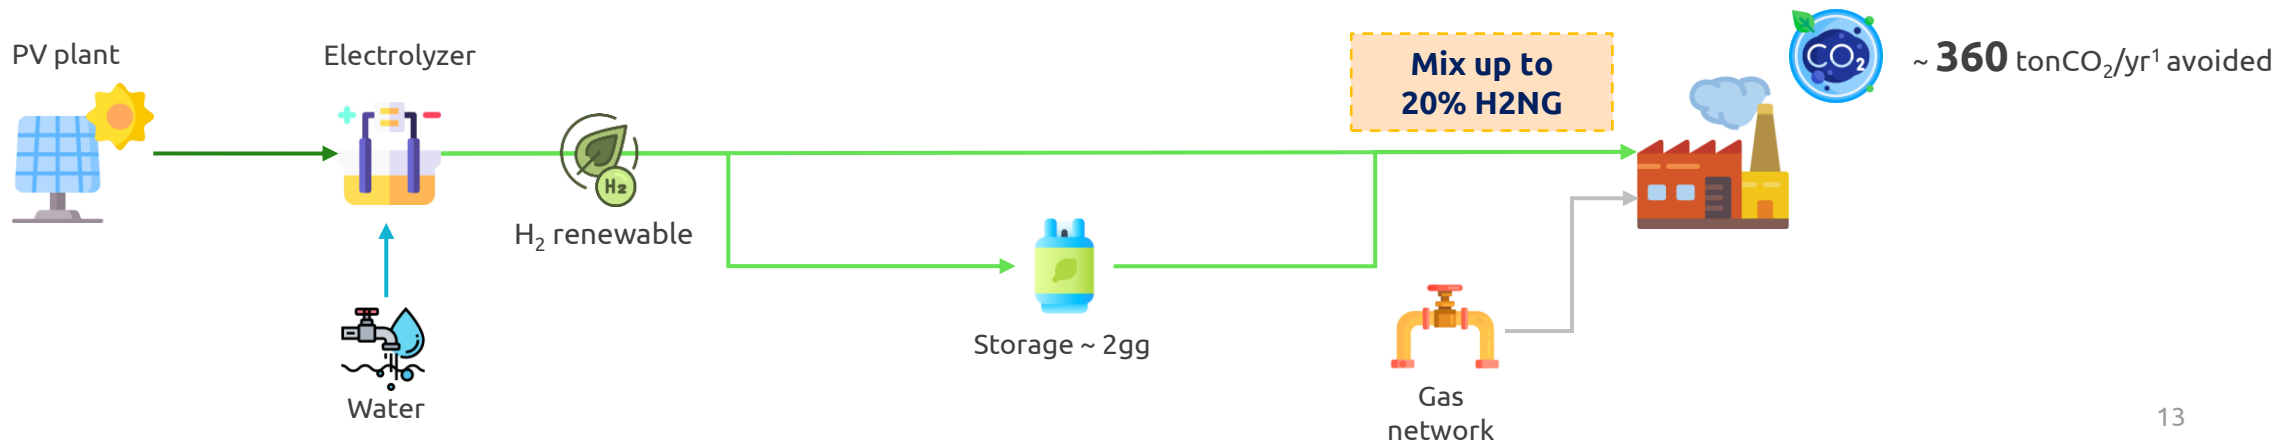 PV plant
Electrolyzer
H₂
H₂ renewable
Water
Storage ~ 2gg
Mix up to
20% H2NG
Gas
network
CO₂
~ 360 tonCO₂/yr¹ avoided
13